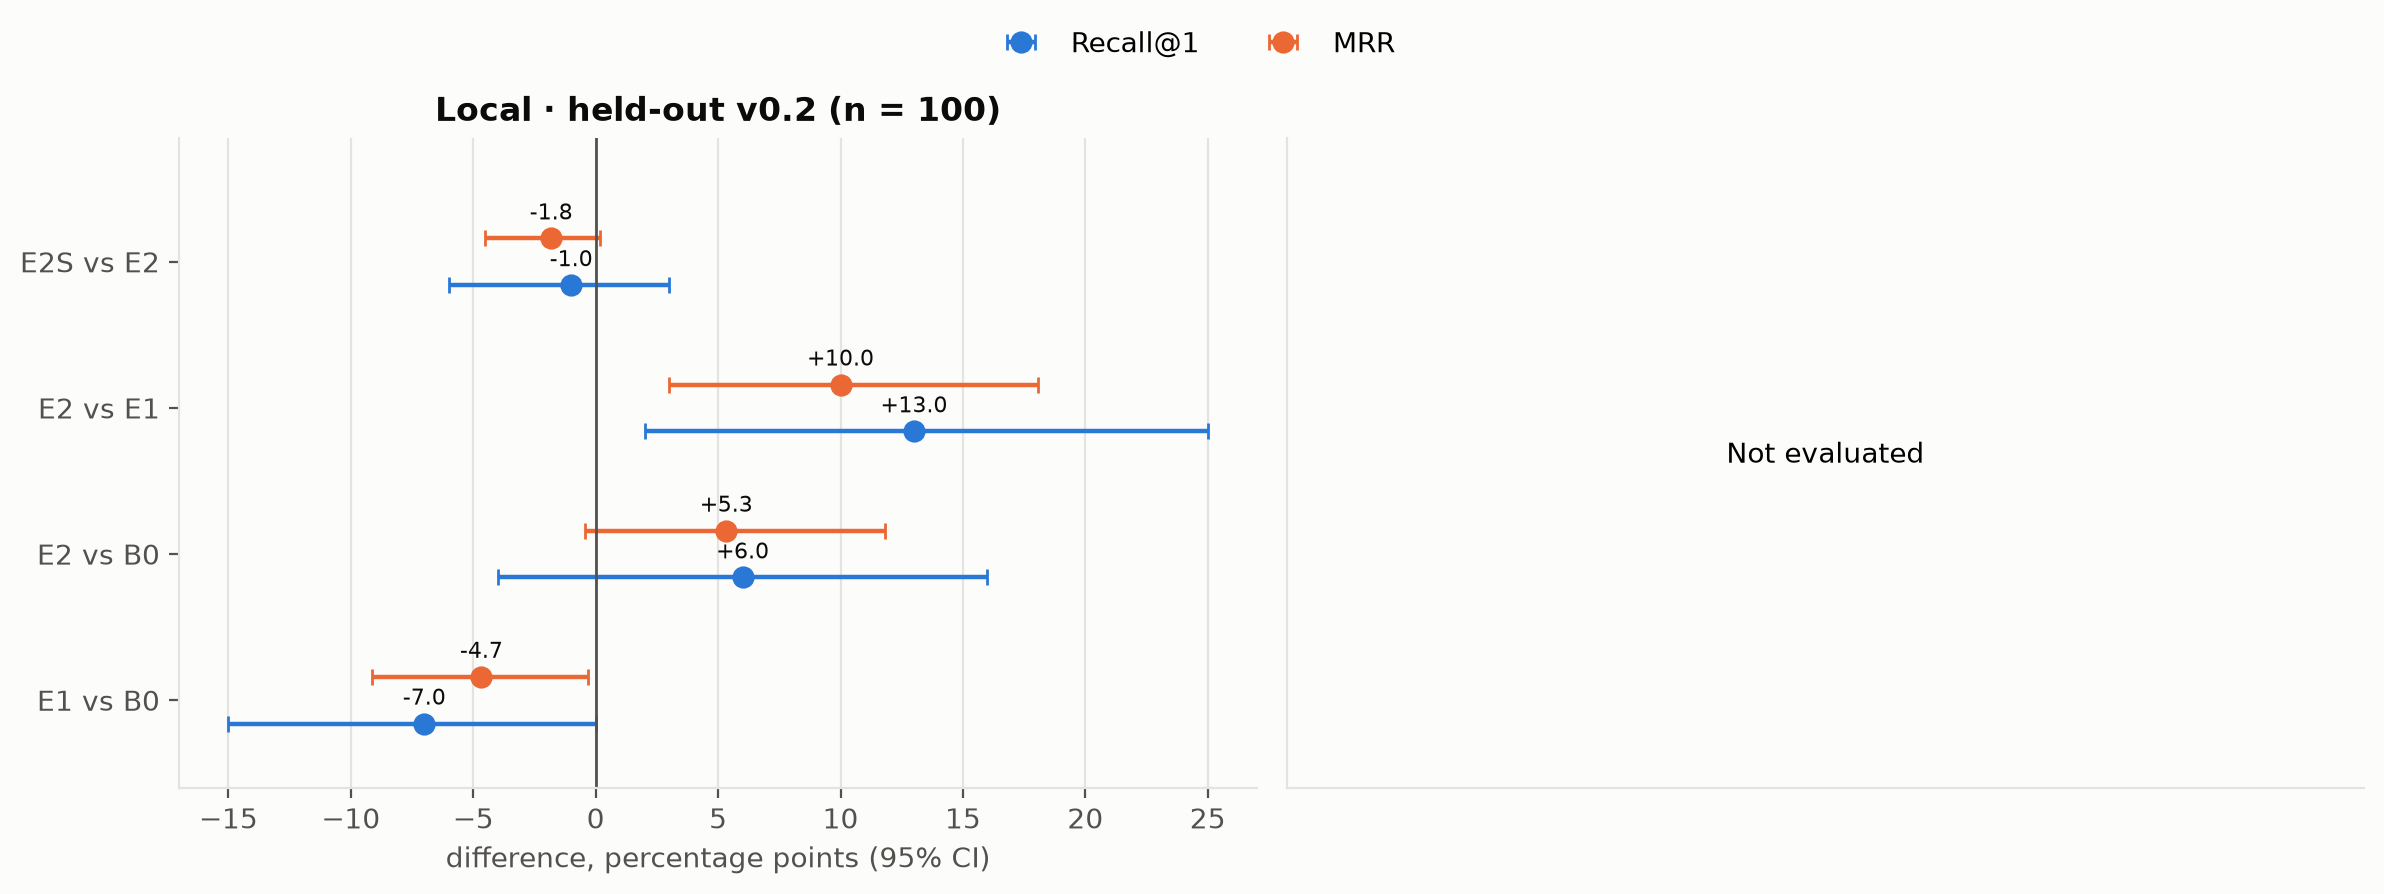 Recall@1 MRR
Local · held-out v0.2 (n = 100)
-1.8
E2S vs E2
-1.0
+10.0
E2 vs E1
+13.0
Not evaluated
+5.3
E2 vs B0
+6.0
-4.7
E1 vs B0
-7.0
−15 −10 −5 0 5 10 15 20 25
difference, percentage points (95% CI)